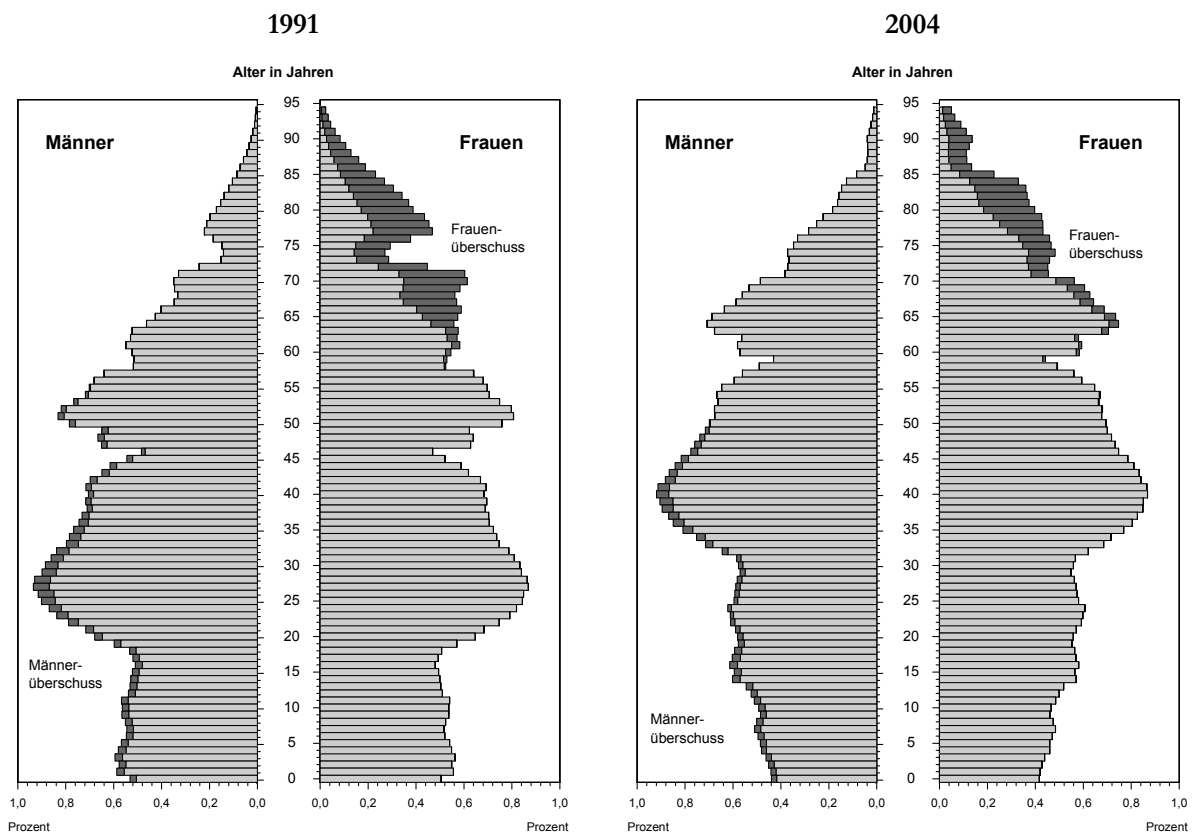 1991
2004
Alter in Jahren
Alter in Jahren
Männer
Frauen
Männer
Frauen
95
90
85
80
75
70
65
60
55
50
45
40
35
30
25
20
15
10
5
0
95
90
85
80
75
70
65
60
55
50
45
40
35
30
25
20
15
10
5
0
Frauen-
überschuss
Frauen-
überschuss
Männer-
überschuss
Männer-
überschuss
1,0 0,8 0,6 0,4 0,2 0,0
0,0 0,2 0,4 0,6 0,8 1,0
1,0 0,8 0,6 0,4 0,2 0,0
0,0 0,2 0,4 0,6 0,8 1,0
Prozent
Prozent
Prozent
Prozent